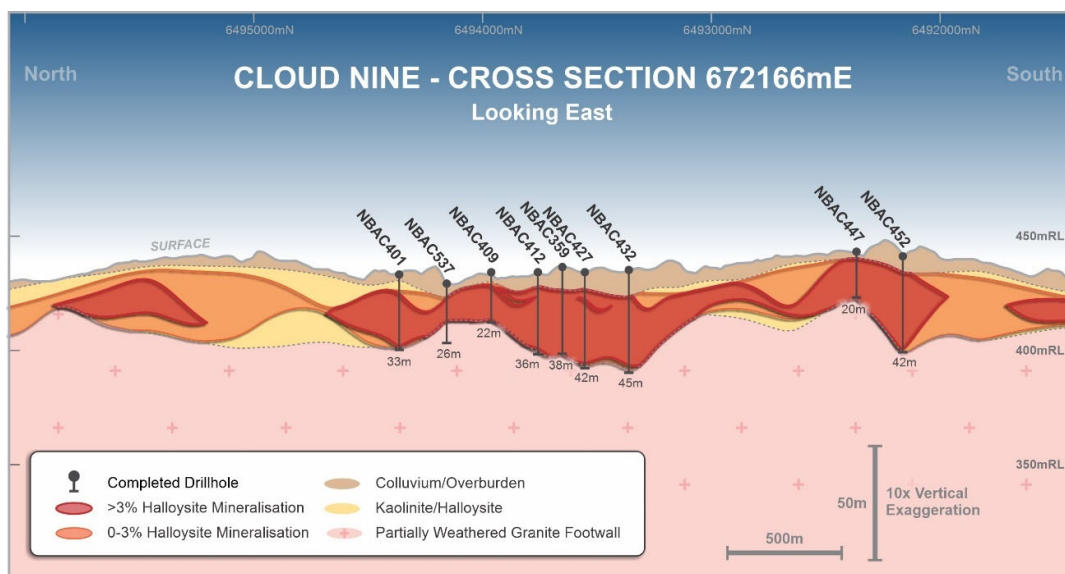 6495000mN
6494000mN
6493000mN
6492000mN
North
South
CLOUD NINE - CROSS SECTION 672166mE
Looking East
SURFACE
NBAC401
NBAC537
NBAC409
NBAC412
NBAC359
NBAC427
NBAC432
NBAC447
NBAC452
450mRL
400mRL
350mRL
33m
26m
22m
36m
38m
42m
45m
20m
42m
Completed Drillhole
>3% Halloysite Mineralisation
0-3% Halloysite Mineralisation
Colluvium/Overburden
Kaolinite/Halloysite
Partially Weathered Granite Footwall
500m
50m
10x Vertical
Exaggeration